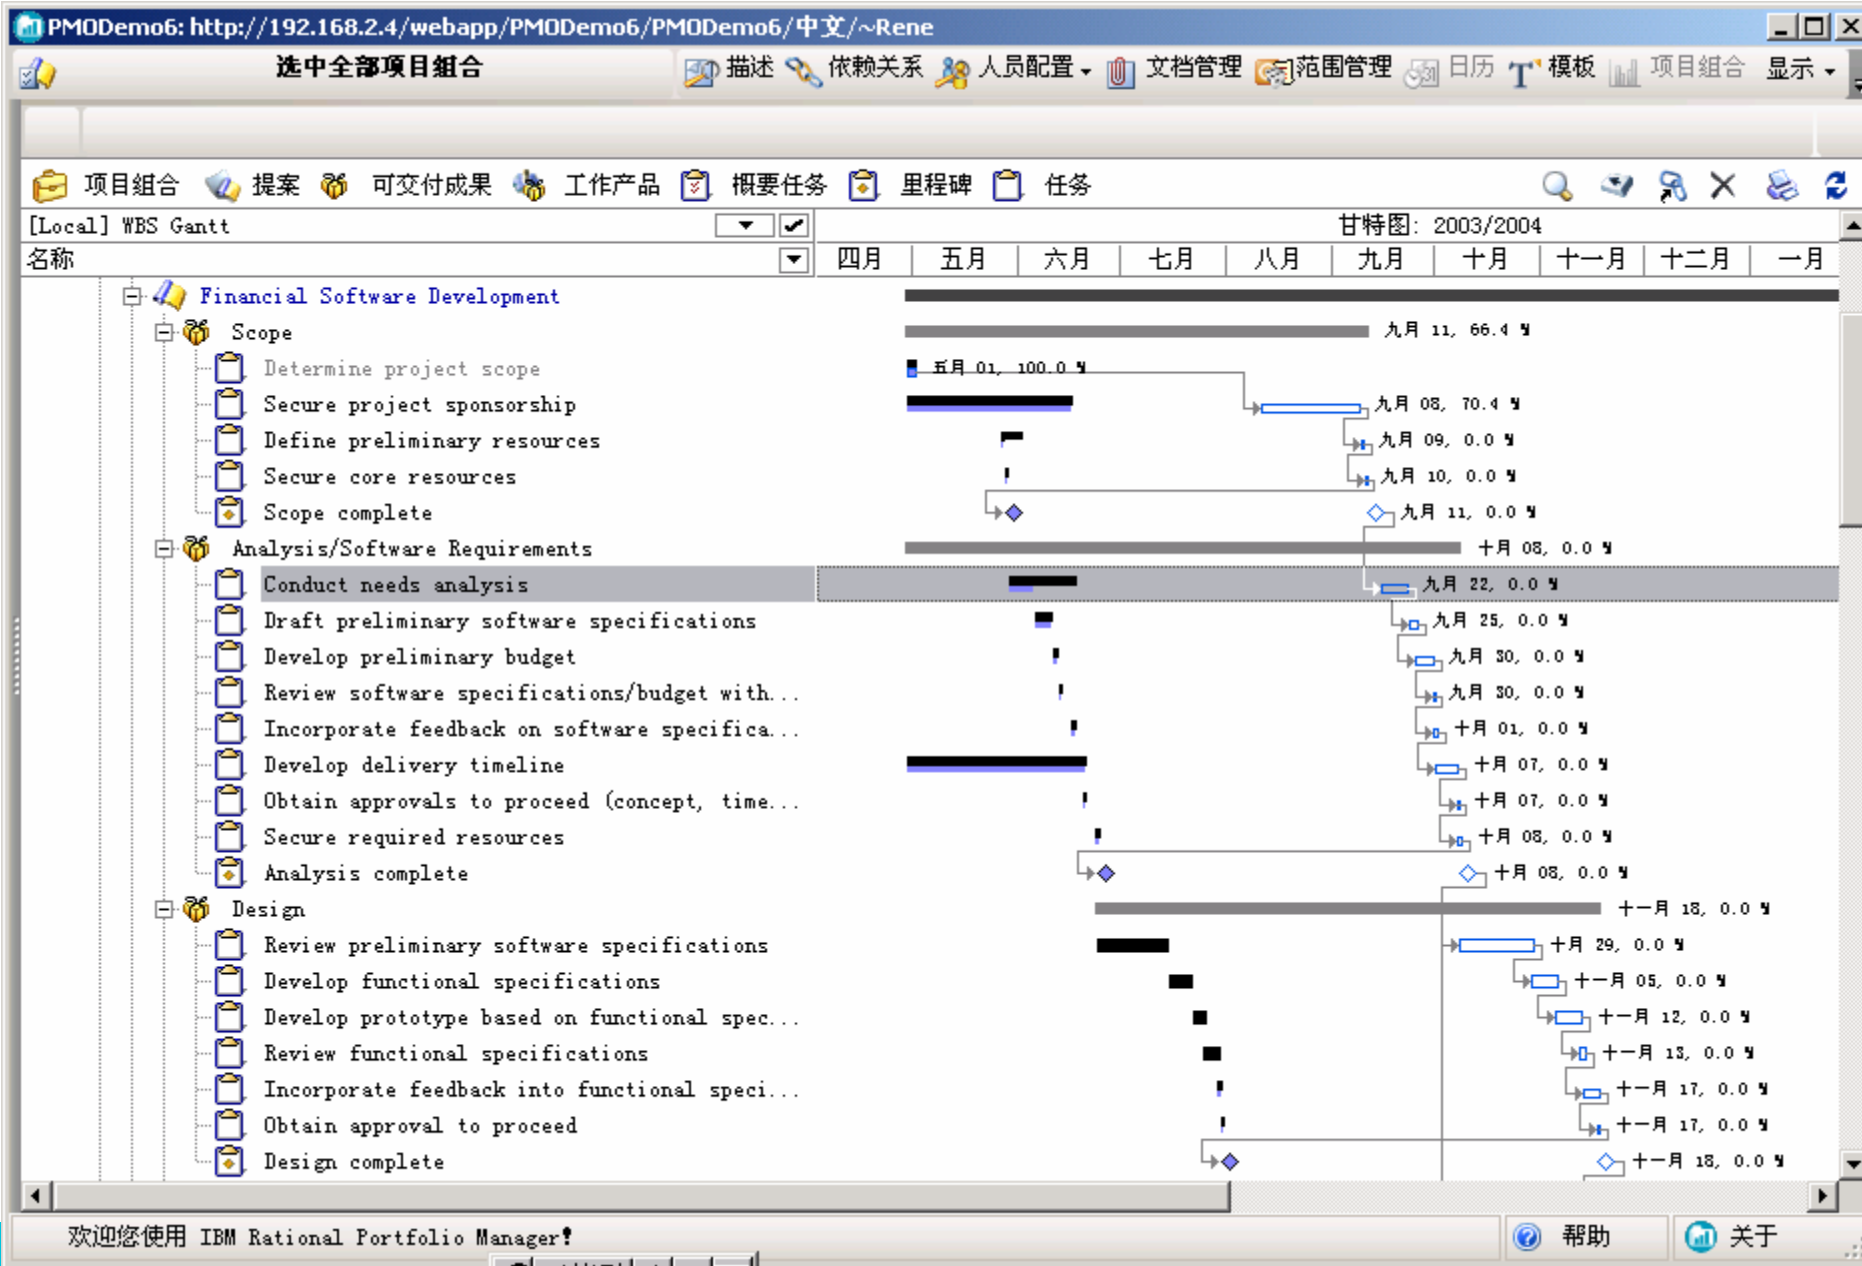 PMODemo6: http://192.168.2.4/webapp/PMODemo6/PMODemo6/中文/~Rene
选中全部项目组合 描述 依赖关系 人员配置 文档管理 范围管理 日历 模板 项目组合 显示
项目组合 提案 可交付成果 工作产品 概要任务 里程碑 任务
[Local] WBS Gantt 甘特图: 2003/2004
名称 四月 五月 六月 七月 八月 九月 十月 十一月 十二月 一月
Financial Software Development
Scope 九月 11, 66.4 %
Determine project scope 五月 01, 100.0 %
Secure project sponsorship 九月 08, 70.4 %
Define preliminary resources 九月 09, 0.0 %
Secure core resources 九月 10, 0.0 %
Scope complete 九月 11, 0.0 %
Analysis/Software Requirements 十月 08, 0.0 %
Conduct needs analysis 九月 22, 0.0 %
Draft preliminary software specifications 九月 25, 0.0 %
Develop preliminary budget 九月 30, 0.0 %
Review software specifications/budget with... 九月 30, 0.0 %
Incorporate feedback on software specifica... 十月 01, 0.0 %
Develop delivery timeline 十月 07, 0.0 %
Obtain approvals to proceed (concept, time... 十月 07, 0.0 %
Secure required resources 十月 08, 0.0 %
Analysis complete 十月 08, 0.0 %
Design 十一月 18, 0.0 %
Review preliminary software specifications 十月 29, 0.0 %
Develop functional specifications 十一月 05, 0.0 %
Develop prototype based on functional spec... 十一月 12, 0.0 %
Review functional specifications 十一月 13, 0.0 %
Incorporate feedback into functional speci... 十一月 17, 0.0 %
Obtain approval to proceed 十一月 17, 0.0 %
Design complete 十一月 18, 0.0 %
欢迎您使用 IBM Rational Portfolio Manager! 帮助 关于